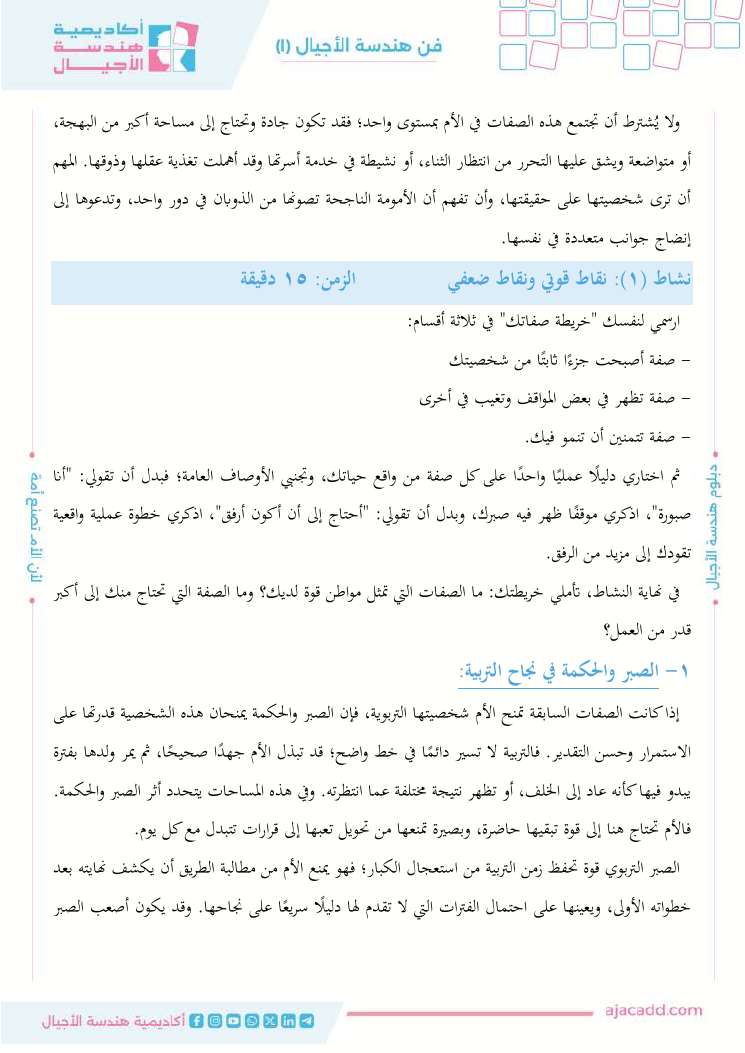 أكاديمية
هندسة
الأجيال
فن هندسة الأجيال (١)
ولا يُشترط أن تجتمع هذه الصفات في الأم بمستوى واحد؛ فقد تكون جادة وتحتاج إلى مساحة أكبر من البهجة،
أو متواضعة ويشق عليها التحرر من انتظار الثناء، أو نشيطة في خدمة أسرتها وقد أهملت تغذية عقلها وذوقها. المهم
أن ترى شخصيتها على حقيقتها، وأن تفهم أن الأمومة الناجحة تصونها من الذوبان في دور واحد، وتدعوها إلى
إنضاج جوانب متعددة في نفسها.
نشاط (١): نقاط قوتي ونقاط ضعفي الزمن: ١٥ دقيقة
ارسمي لنفسك "خريطة صفاتك" في ثلاثة أقسام:
- صفة أصبحت جزءًا ثابتًا من شخصيتك
- صفة تظهر في بعض المواقف وتغيب في أخرى
- صفة تتمنين أن تنمو فيك.
ثم اختاري دليلًا عمليًا واحدًا على كل صفة من واقع حياتك، وتجنبي الأوصاف العامة؛ فبدل أن تقولي: "أنا
صبورة"، اذكري موقفًا ظهر فيه صبرك، وبدل أن تقولي: "أحتاج إلى أن أكون أرفق"، اذكري خطوة عملية واقعية
تقودك إلى مزيد من الرفق.
في نهاية النشاط، تأملي خريطتك: ما الصفات التي تمثل مواطن قوة لديك؟ وما الصفة التي تحتاج منك إلى أكبر
قدر من العمل؟
١- الصبر والحكمة في نجاح التربية:
إذا كانت الصفات السابقة تمنح الأم شخصيتها التربوية، فإن الصبر والحكمة يمنحان هذه الشخصية قدرتها على
الاستمرار وحسن التقدير. فالتربية لا تسير دائمًا في خط واضح؛ قد تبذل الأم جهدًا صحيحًا، ثم يمر ولدها بفترة
يبدو فيها كأنه عاد إلى الخلف، أو تظهر نتيجة مختلفة عما انتظرته. وفي هذه المساحات يتحدد أثر الصبر والحكمة.
فالأم تحتاج هنا إلى قوة تبقيها حاضرة، وبصيرة تمنعها من تحويل تعبها إلى قرارات تتبدل مع كل يوم.
الصبر التربوي قوة تحفظ زمن التربية من استعجال الكبار؛ فهو يمنع الأم من مطالبة الطريق أن يكشف نهايته بعد
خطواته الأولى، ويعينها على احتمال الفترات التي لا تقدم لها دليلًا سريعًا على نجاحها. وقد يكون أصعب الصبر
دبلوم هندسة الأجيال
لأن الأم تصنع أمة
أكاديمية هندسة الأجيال
ajacadd.com